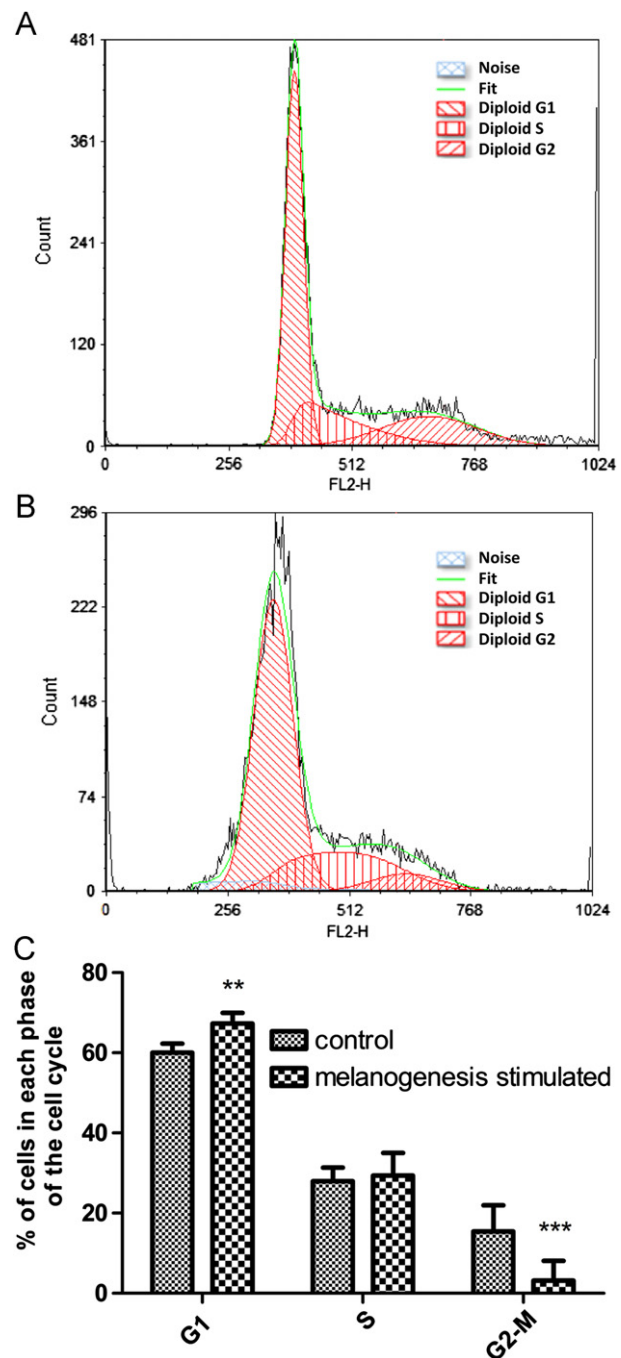 A
481
361
241
120
0
Count
Noise
Fit
Diploid G1
Diploid S
Diploid G2
0 256 512 768 1024
FL2-H
B
296
222
148
74
0
Count
Noise
Fit
Diploid G1
Diploid S
Diploid G2
0 256 512 768 1024
FL2-H
C
% of cells in each phase
of the cell cycle
80
60
40
20
0
**
***
control
melanogenesis stimulated
G1 S G2-M